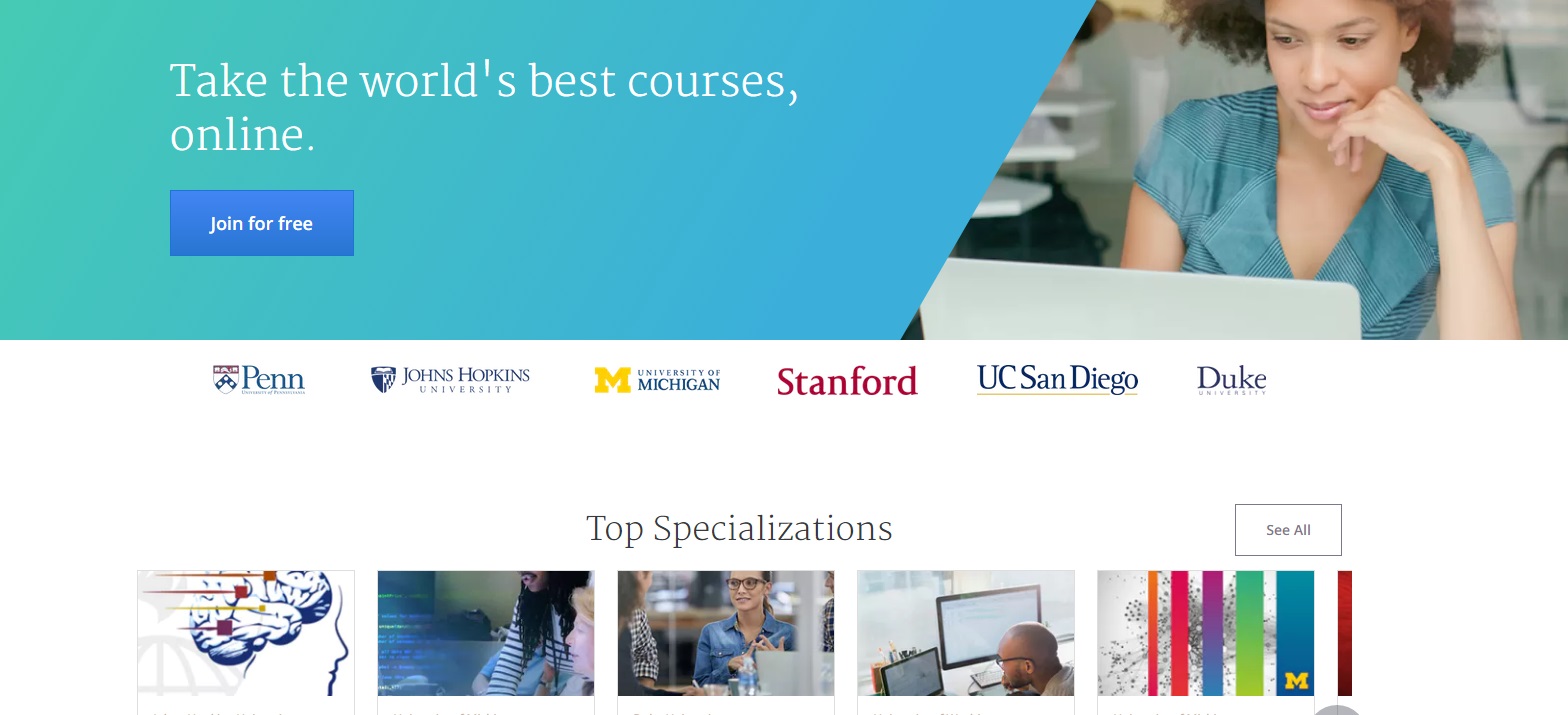 Take the world's best courses,
online.
Join for free
Penn
UNIVERSITY of PENNSYLVANIA
JOHNS HOPKINS
UNIVERSITY
M
UNIVERSITY OF
MICHIGAN
Stanford
UC San Diego
Duke
UNIVERSITY
Top Specializations
See All
M